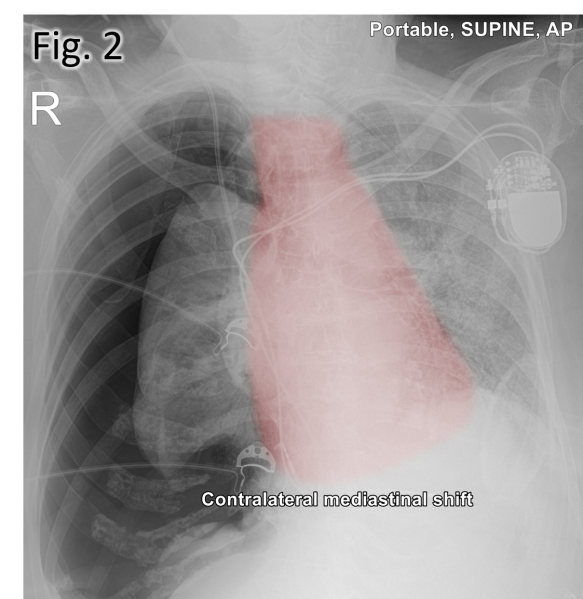 Fig. 2
Portable, SUPINE, AP
R
Contralateral mediastinal shift